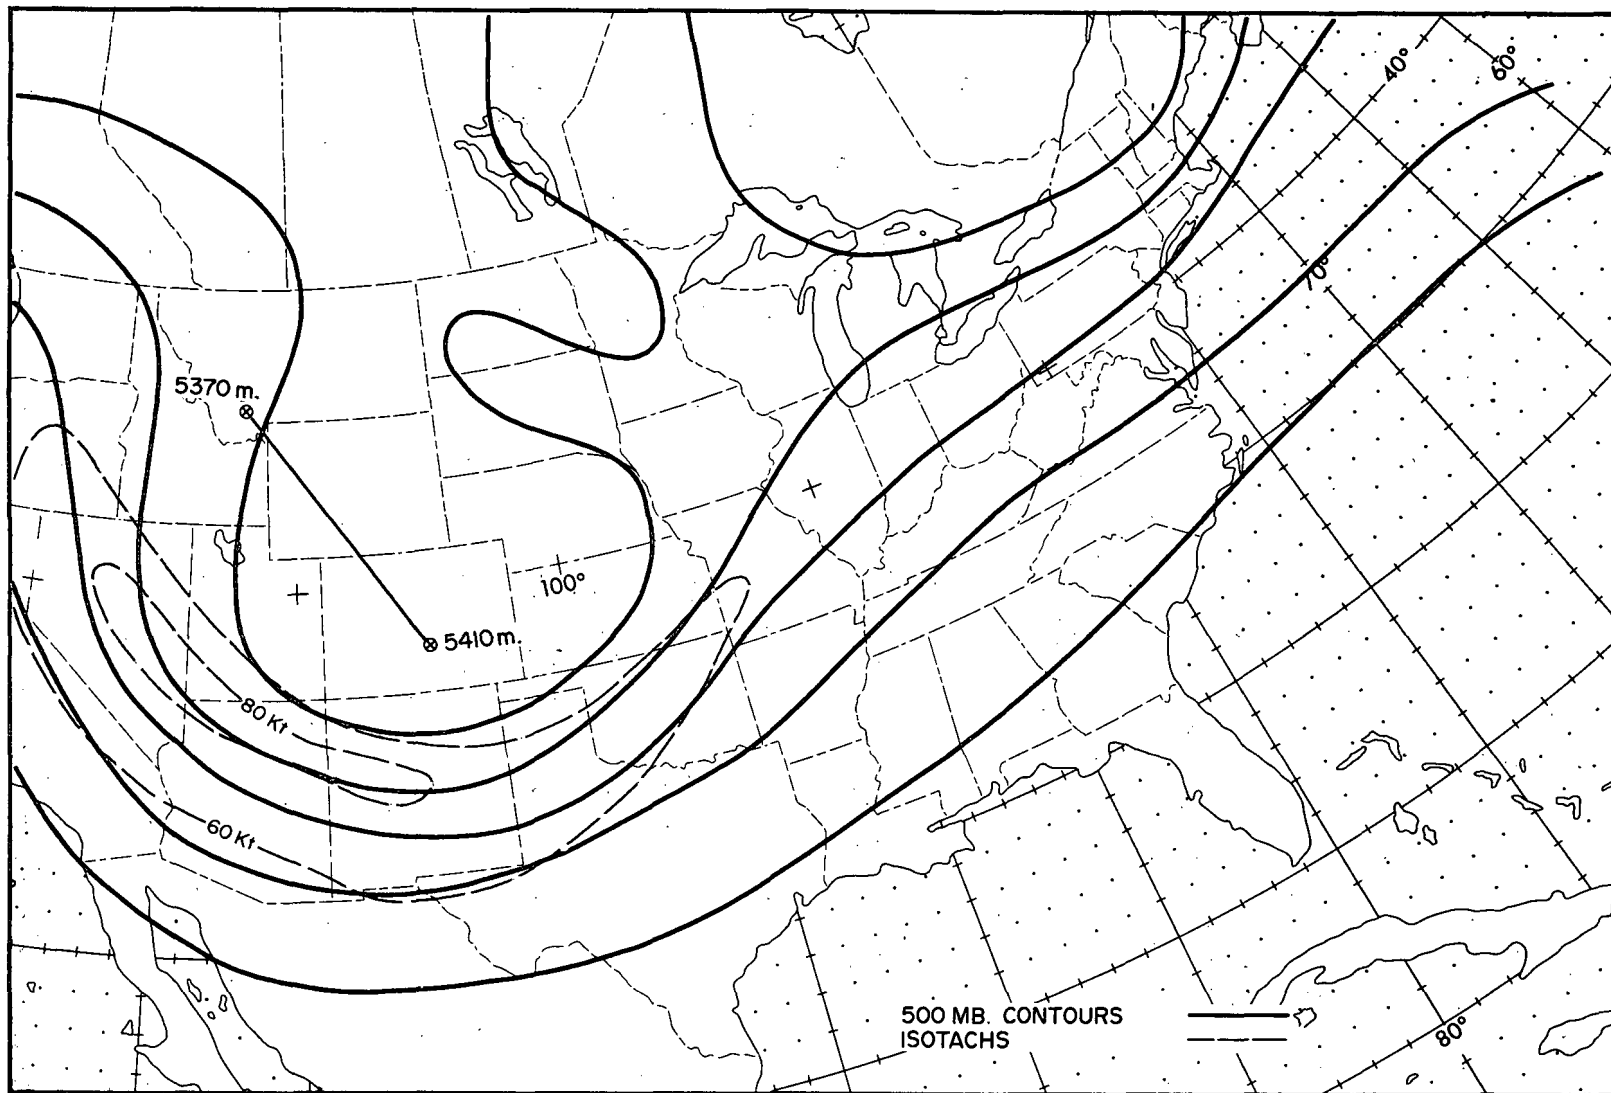 40°
60°
70°
5370 m.
100°
5410 m.
80 Kt
60 Kt
500 MB. CONTOURS
ISOTACHS
80°